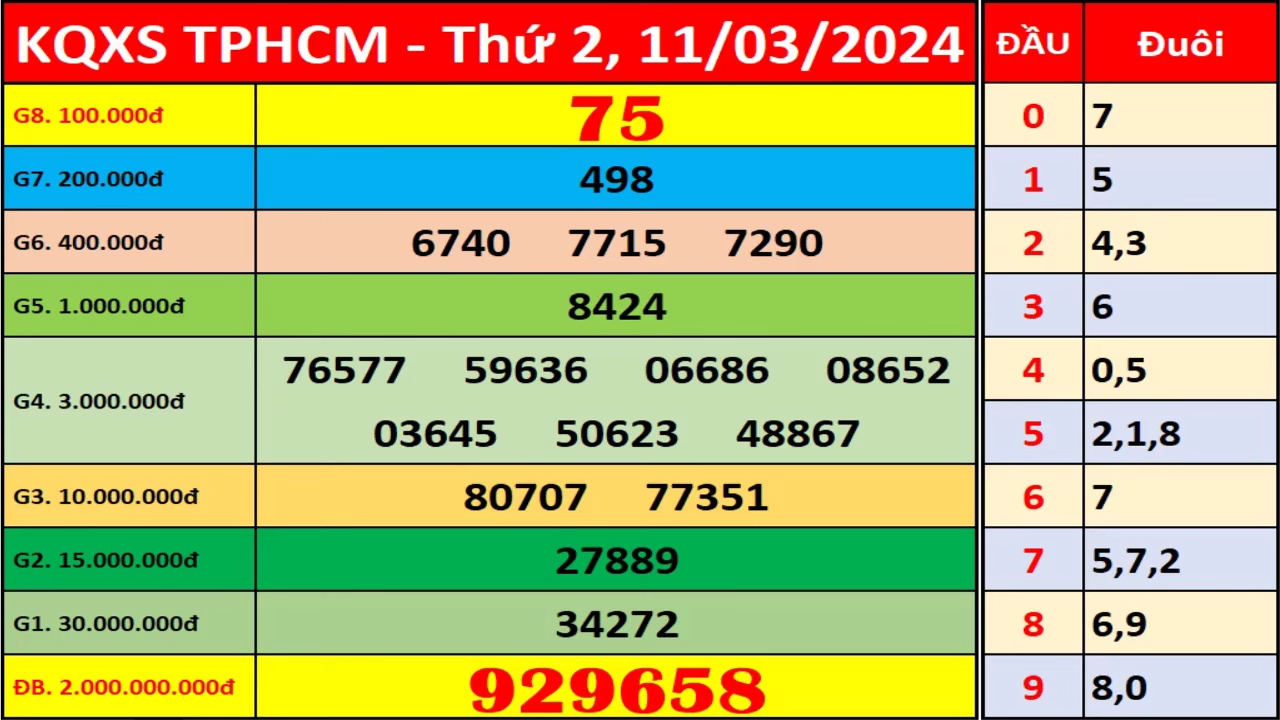 KQXS TPHCM - Thứ 2, 11/03/2024 ĐẦU Đuôi
G8. 100.000đ 75 0 7
G7. 200.000đ 498 1 5
G6. 400.000đ 6740 7715 7290 2 4,3
G5. 1.000.000đ 8424 3 6
G4. 3.000.000đ 76577 59636 06686 08652 4 0,5
03645 50623 48867 5 2,1,8
G3. 10.000.000đ 80707 77351 6 7
G2. 15.000.000đ 27889 7 5,7,2
G1. 30.000.000đ 34272 8 6,9
ĐB. 2.000.000.000đ 929658 9 8,0